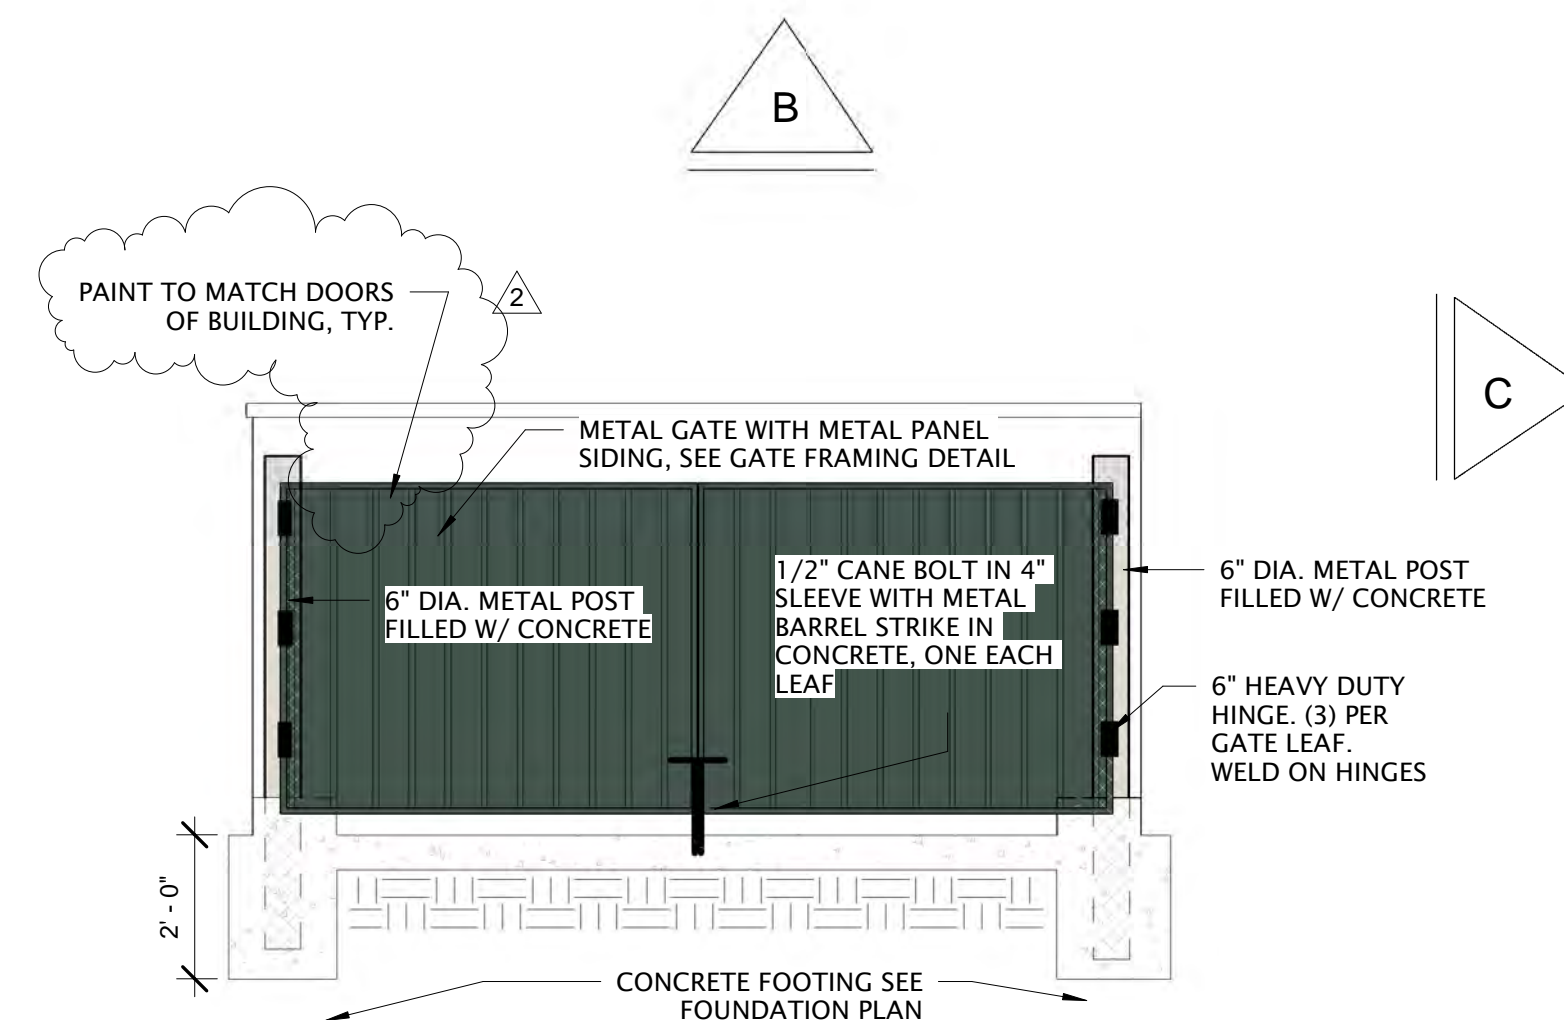 B
PAINT TO MATCH DOORS
OF BUILDING, TYP.
2
C
METAL GATE WITH METAL PANEL
SIDING, SEE GATE FRAMING DETAIL
6" DIA. METAL POST
FILLED W/ CONCRETE
1/2" CANE BOLT IN 4"
SLEEVE WITH METAL
BARREL STRIKE IN
CONCRETE, ONE EACH
LEAF
6" DIA. METAL POST
FILLED W/ CONCRETE
6" HEAVY DUTY
HINGE. (3) PER
GATE LEAF.
WELD ON HINGES
2' - 0"
CONCRETE FOOTING SEE
FOUNDATION PLAN